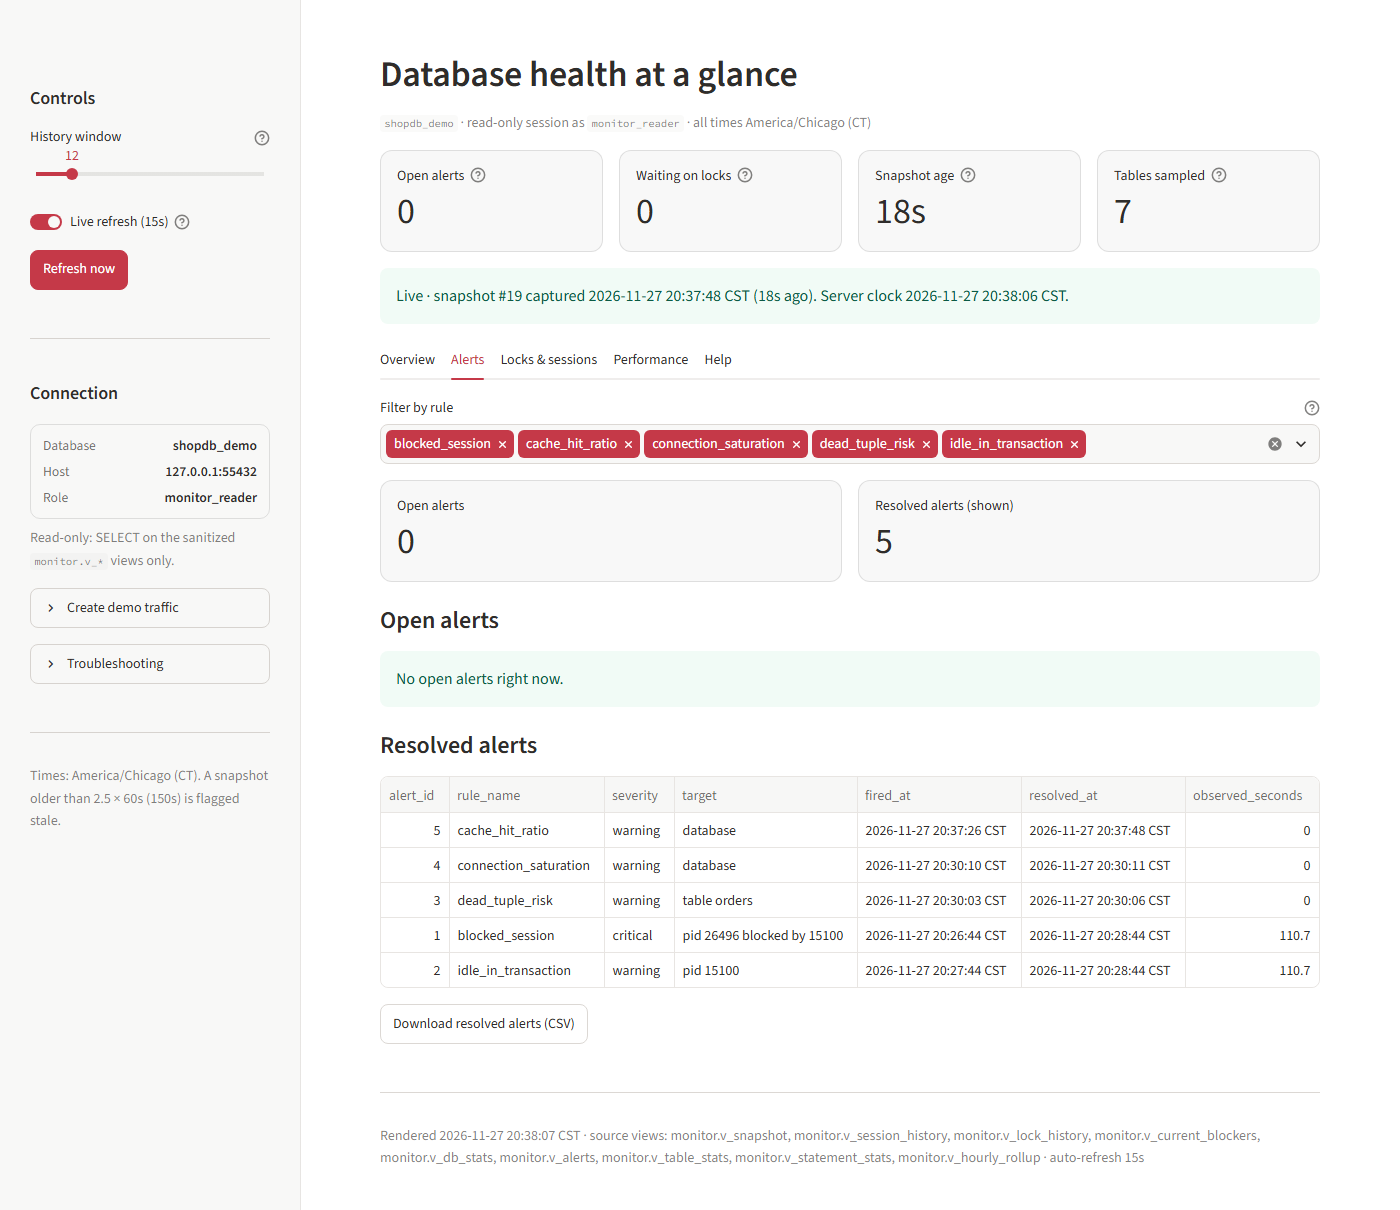 Controls
History window
12
Live refresh (15s)
Refresh now
Connection
Database shopdb_demo
Host 127.0.0.1:55432
Role monitor_reader
Read-only: SELECT on the sanitized
monitor.v_* views only.
Create demo traffic
Troubleshooting
Times: America/Chicago (CT). A snapshot
older than 2.5 × 60s (150s) is flagged
stale.
Database health at a glance
shopdb_demo · read-only session as monitor_reader · all times America/Chicago (CT)
Open alerts
0
Waiting on locks
0
Snapshot age
18s
Tables sampled
7
Live · snapshot #19 captured 2026-11-27 20:37:48 CST (18s ago). Server clock 2026-11-27 20:38:06 CST.
Overview Alerts Locks & sessions Performance Help
Filter by rule
blocked_session × cache_hit_ratio × connection_saturation × dead_tuple_risk × idle_in_transaction ×
Open alerts
0
Resolved alerts (shown)
5
Open alerts
No open alerts right now.
Resolved alerts
alert_id rule_name severity target fired_at resolved_at observed_seconds
5 cache_hit_ratio warning database 2026-11-27 20:37:26 CST 2026-11-27 20:37:48 CST 0
4 connection_saturation warning database 2026-11-27 20:30:10 CST 2026-11-27 20:30:11 CST 0
3 dead_tuple_risk warning table orders 2026-11-27 20:30:03 CST 2026-11-27 20:30:06 CST 0
1 blocked_session critical pid 26496 blocked by 15100 2026-11-27 20:26:44 CST 2026-11-27 20:28:44 CST 110.7
2 idle_in_transaction warning pid 15100 2026-11-27 20:27:44 CST 2026-11-27 20:28:44 CST 110.7
Download resolved alerts (CSV)
Rendered 2026-11-27 20:38:07 CST · source views: monitor.v_snapshot, monitor.v_session_history, monitor.v_lock_history, monitor.v_current_blockers,
monitor.v_db_stats, monitor.v_alerts, monitor.v_table_stats, monitor.v_statement_stats, monitor.v_hourly_rollup · auto-refresh 15s